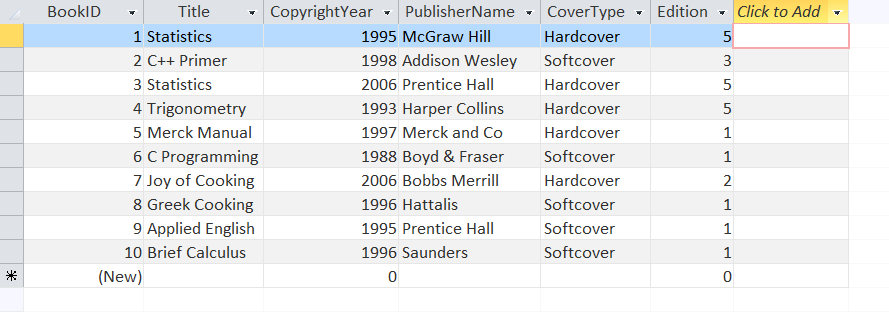 BookID Title CopyrightYear PublisherName CoverType Edition Click to Add
1 Statistics 1995 McGraw Hill Hardcover 5
2 C++ Primer 1998 Addison Wesley Softcover 3
3 Statistics 2006 Prentice Hall Hardcover 5
4 Trigonometry 1993 Harper Collins Hardcover 5
5 Merck Manual 1997 Merck and Co Hardcover 1
6 C Programming 1988 Boyd & Fraser Softcover 1
7 Joy of Cooking 2006 Bobbs Merrill Hardcover 2
8 Greek Cooking 1996 Hattalis Softcover 1
9 Applied English 1995 Prentice Hall Softcover 1
10 Brief Calculus 1996 Saunders Softcover 1
(New) 0 0